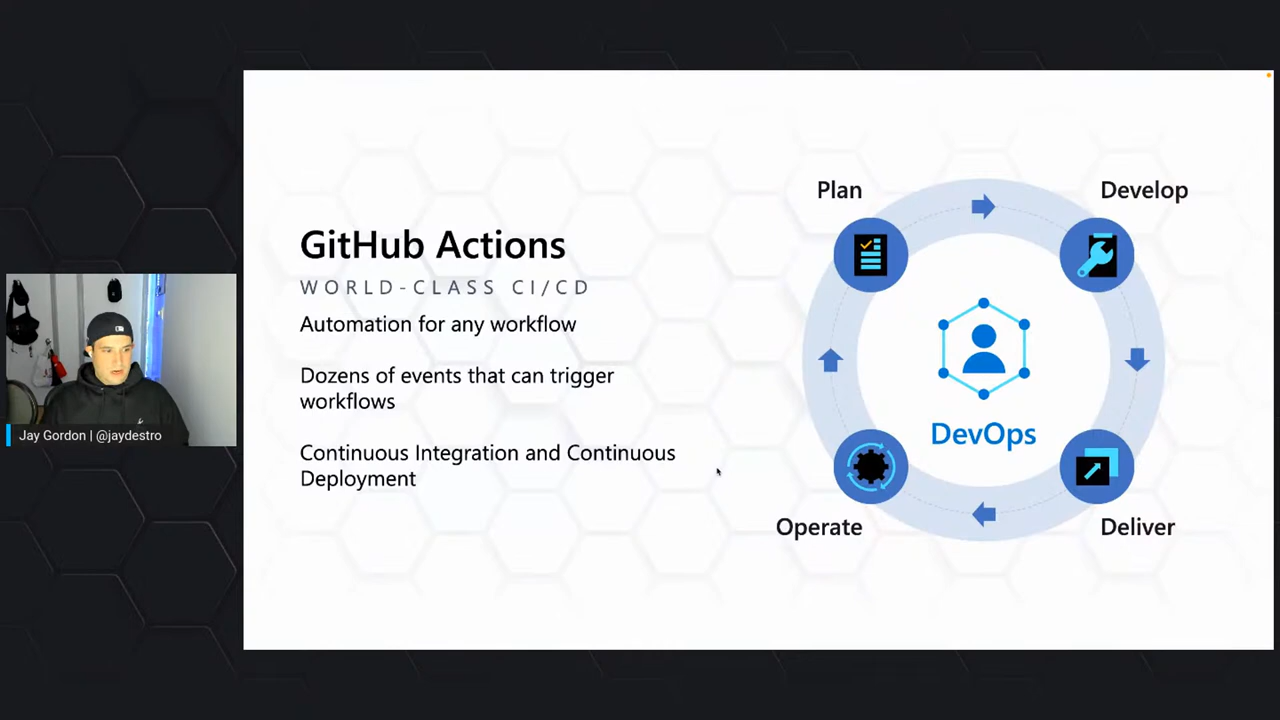 GitHub Actions
WORLD-CLASS CI/CD
Automation for any workflow
Dozens of events that can trigger
workflows
Continuous Integration and Continuous
Deployment
Plan
Develop
DevOps
Operate
Deliver
Jay Gordon | @jaydestro